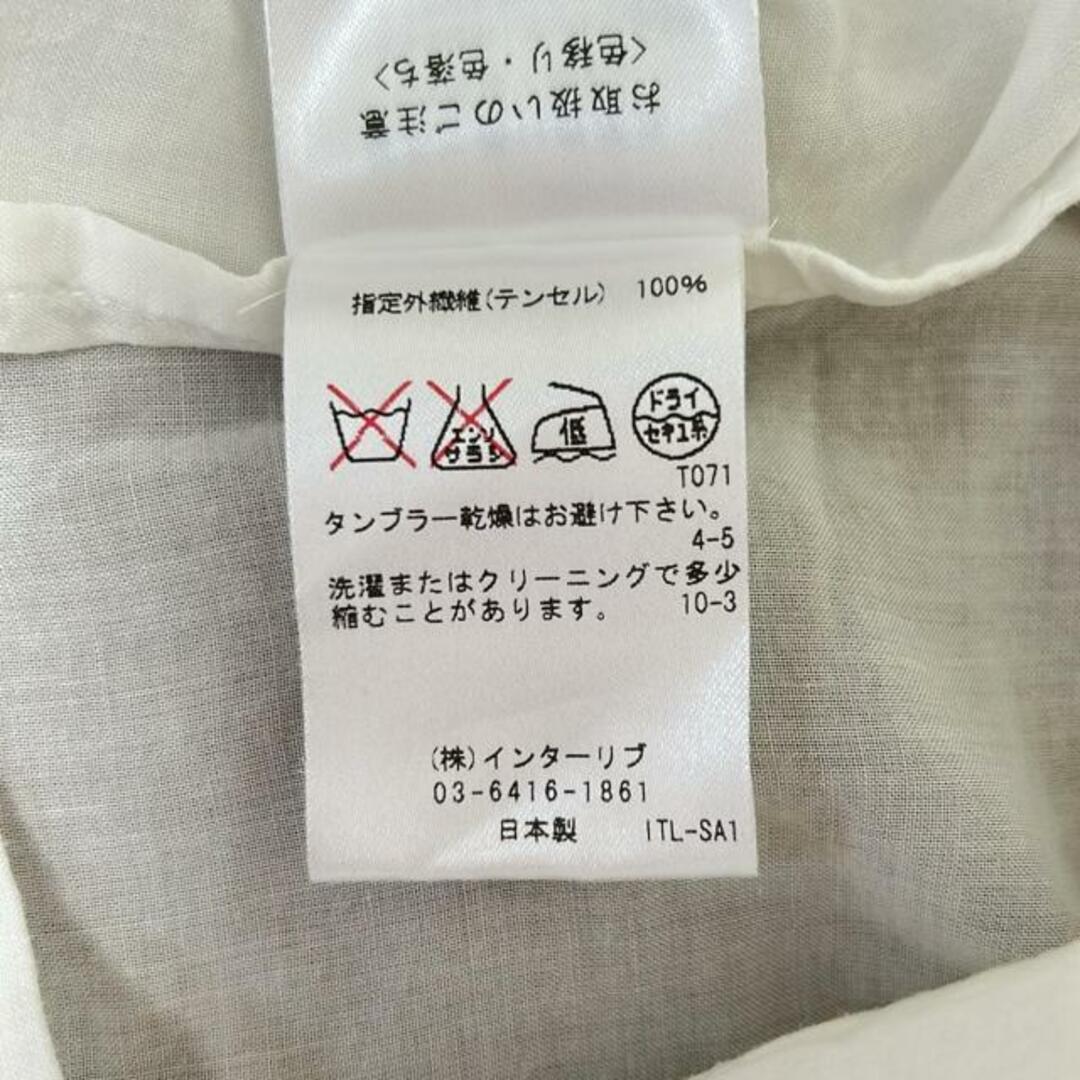 お取扱いのご注意
<色移り・色落ち>
指定外繊維(テンセル) 100%
エンソ
サラシ
低
ドライ
セキユ系
T071
タンブラー乾燥はお避け下さい。
4-5
洗濯またはクリーニングで多少
縮むことがあります。 10-3
(株)インターリブ
03-6416-1861
日本製 ITL-SA1